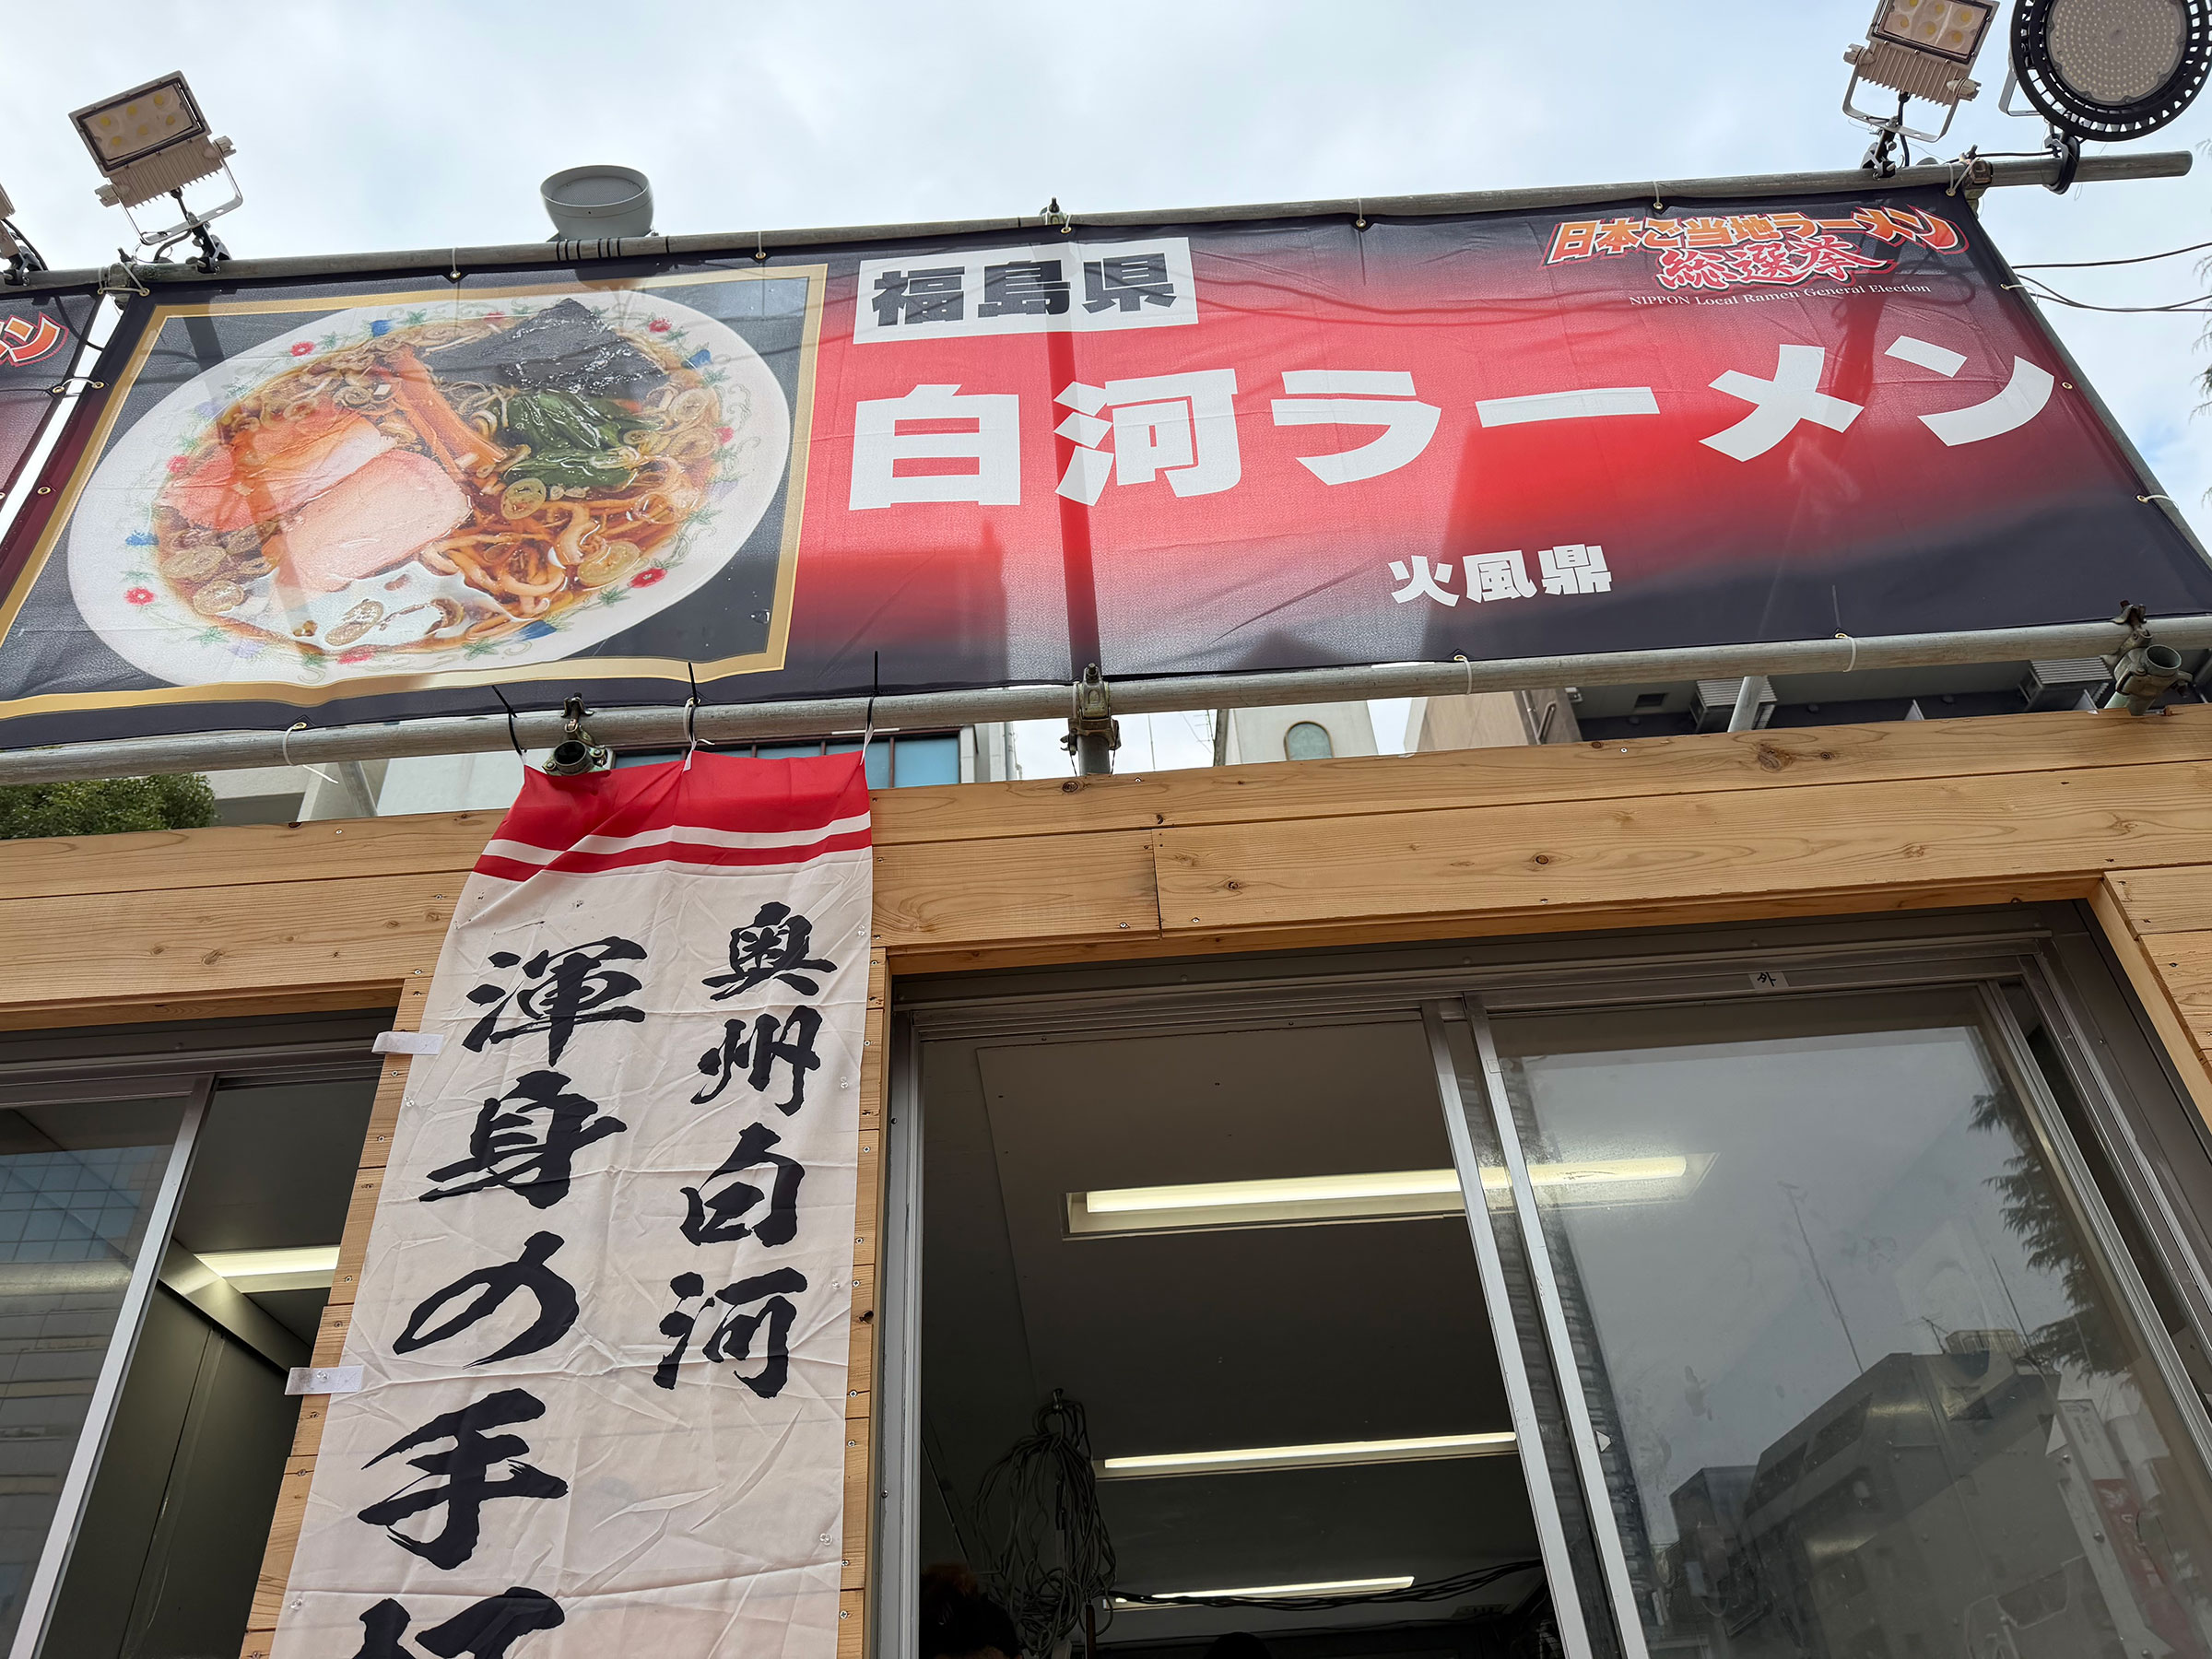 福島県
日本ご当地ラーメン
総選挙
NIPPON Local Ramen General Election
白河ラーメン
火風鼎
奥州白河
渾身の手
外